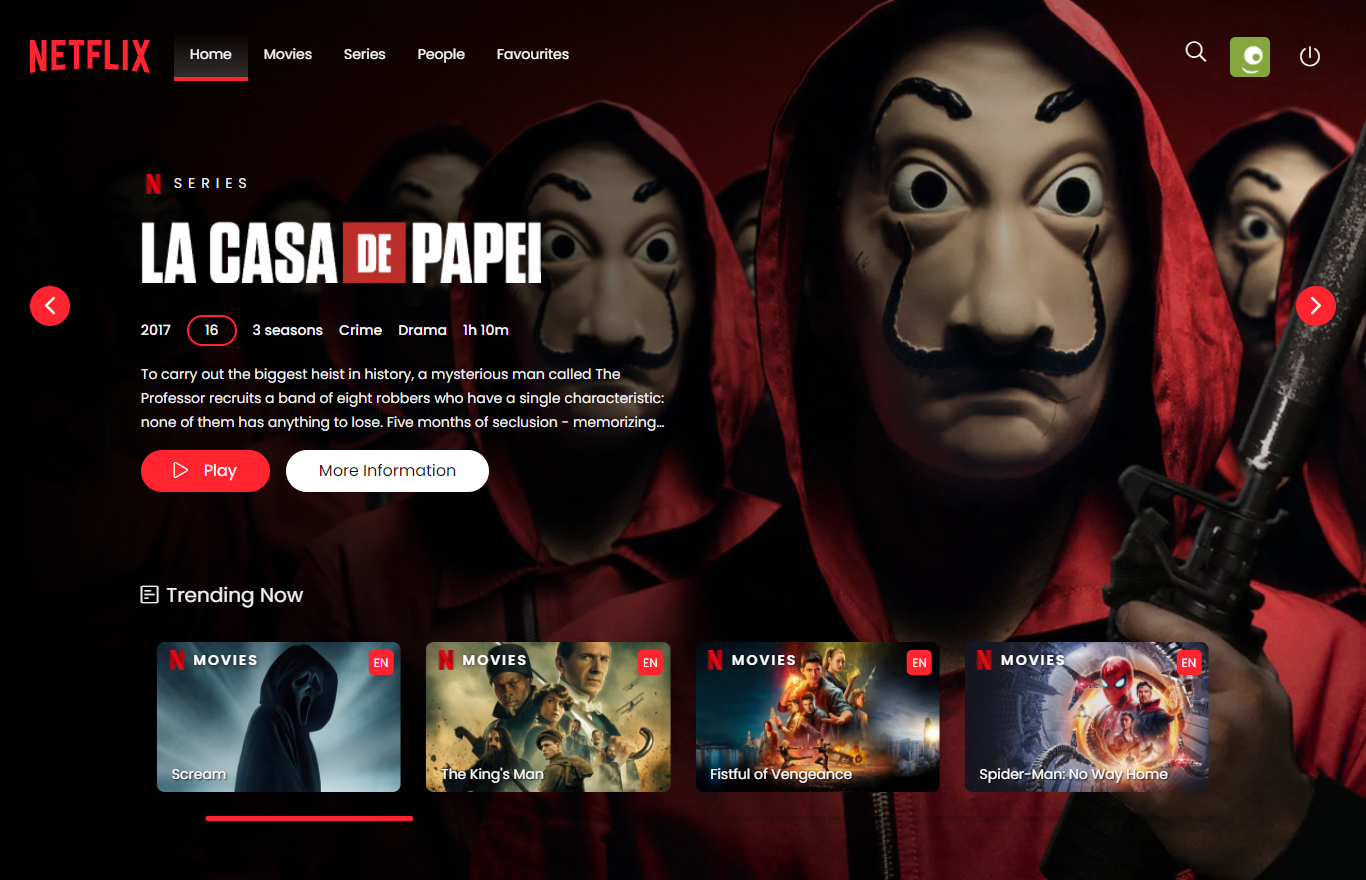 NETFLIX Home Movies Series People Favourites
N SERIES
LA CASA DE PAPEL
2017 16 3 seasons Crime Drama 1h 10m
To carry out the biggest heist in history, a mysterious man called The
Professor recruits a band of eight robbers who have a single characteristic:
none of them has anything to lose. Five months of seclusion - memorizing...
Play More Information
Trending Now
N MOVIES EN
Scream
N MOVIES EN
The King's Man
N MOVIES EN
Fistful of Vengeance
N MOVIES EN
Spider-Man: No Way Home